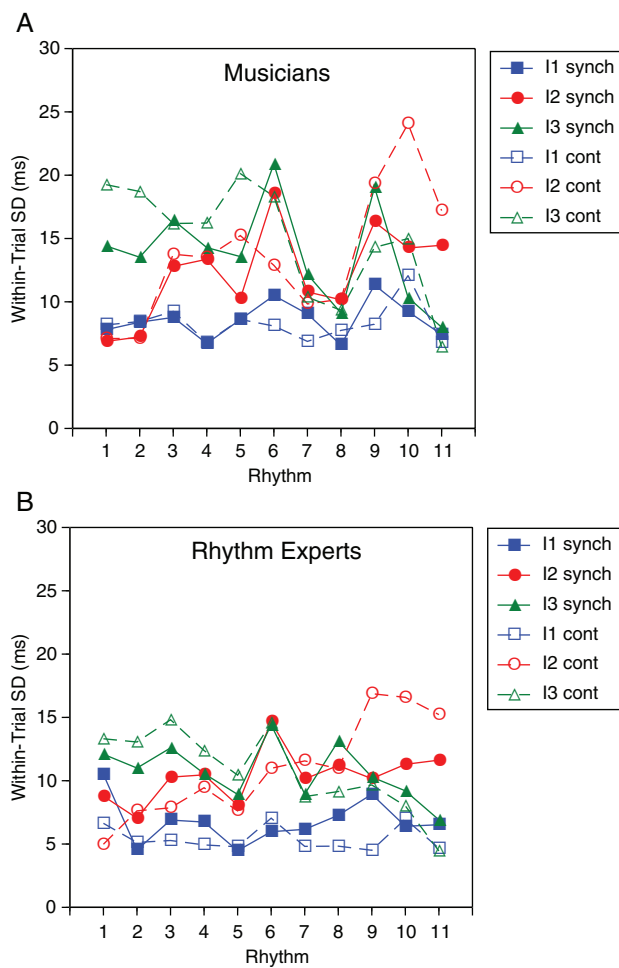 A
Musicians
Within-Trial SD (ms)
30
25
20
15
10
5
0
1 2 3 4 5 6 7 8 9 10 11
Rhythm
I1 synch
I2 synch
I3 synch
I1 cont
I2 cont
I3 cont
B
Rhythm Experts
Within-Trial SD (ms)
30
25
20
15
10
5
0
1 2 3 4 5 6 7 8 9 10 11
Rhythm
I1 synch
I2 synch
I3 synch
I1 cont
I2 cont
I3 cont